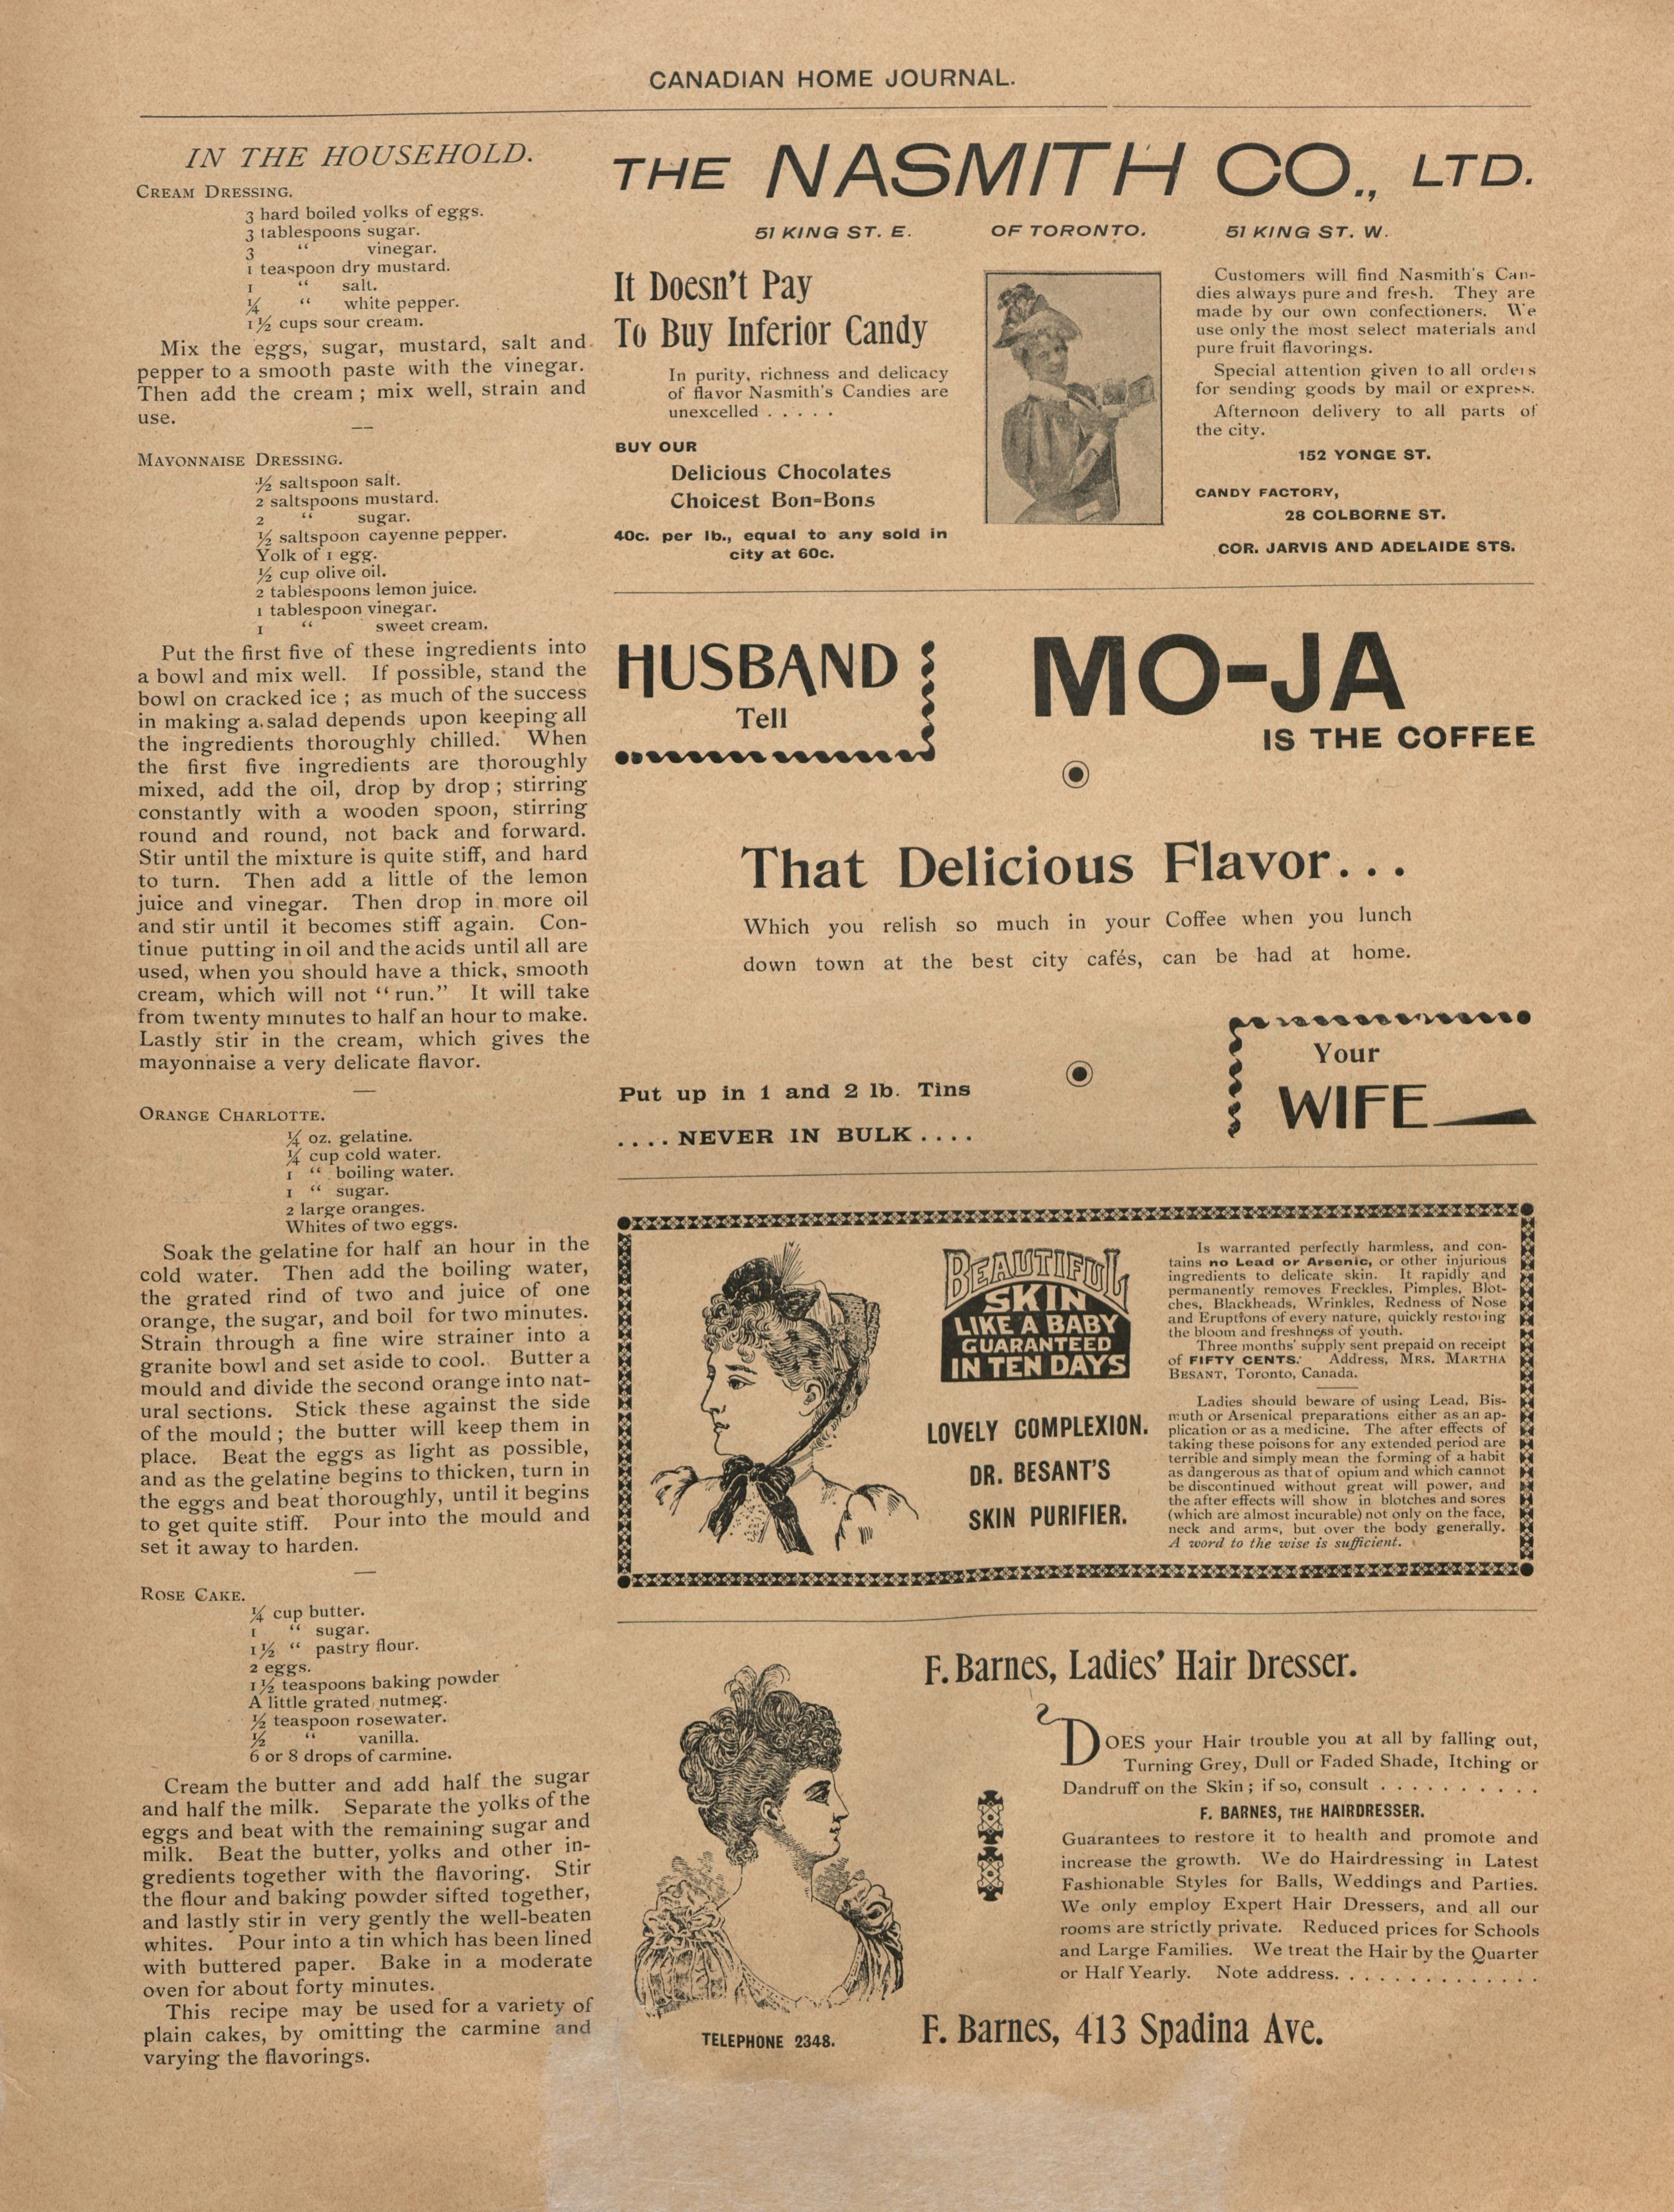 CANADIAN HOME JOURNAL.
IN THE HOUSEHOLD.
CREAM DRESSING.
3 hard boiled yolks of eggs.
3 tablespoons sugar.
3 “ vinegar.
1 teaspoon dry mustard.
1 “ salt.
¼ “ white pepper.
1½ cups sour cream.
Mix the eggs, sugar, mustard, salt and
pepper to a smooth paste with the vinegar.
Then add the cream ; mix well, strain and
use.
MAYONNAISE DRESSING.
½ saltspoon salt.
2 saltspoons mustard.
2 “ sugar.
½ saltspoon cayenne pepper.
Yolk of 1 egg.
½ cup olive oil.
2 tablespoons lemon juice.
1 tablespoon vinegar.
1 “ sweet cream.
Put the first five of these ingredients into
a bowl and mix well. If possible, stand the
bowl on cracked ice ; as much of the success
in making a salad depends upon keeping all
the ingredients thoroughly chilled. When
the first five ingredients are thoroughly
mixed, add the oil, drop by drop ; stirring
constantly with a wooden spoon, stirring
round and round, not back and forward.
Stir until the mixture is quite stiff, and hard
to turn. Then add a little of the lemon
juice and vinegar. Then drop in more oil
and stir until it becomes stiff again. Con-
tinue putting in oil and the acids until all are
used, when you should have a thick, smooth
cream, which will not “ run.” It will take
from twenty minutes to half an hour to make.
Lastly stir in the cream, which gives the
mayonnaise a very delicate flavor.
ORANGE CHARLOTTE.
¼ oz. gelatine.
¼ cup cold water.
1 “ boiling water.
1 “ sugar.
2 large oranges.
Whites of two eggs.
Soak the gelatine for half an hour in the
cold water. Then add the boiling water,
the grated rind of two and juice of one
orange, the sugar, and boil for two minutes.
Strain through a fine wire strainer into a
granite bowl and set aside to cool. Butter a
mould and divide the second orange into nat-
ural sections. Stick these against the side
of the mould ; the butter will keep them in
place. Beat the eggs as light as possible,
and as the gelatine begins to thicken, turn in
the eggs and beat thoroughly, until it begins
to get quite stiff. Pour into the mould and
set it away to harden.
ROSE CAKE.
¼ cup butter.
1 “ sugar.
1½ “ pastry flour.
2 eggs.
1½ teaspoons baking powder
A little grated nutmeg.
½ teaspoon rosewater.
½ “ vanilla.
6 or 8 drops of carmine.
Cream the butter and add half the sugar
and half the milk. Separate the yolks of the
eggs and beat with the remaining sugar and
milk. Beat the butter, yolks and other in-
gredients together with the flavoring. Stir
the flour and baking powder sifted together,
and lastly stir in very gently the well-beaten
whites. Pour into a tin which has been lined
with buttered paper. Bake in a moderate
oven for about forty minutes.
This recipe may be used for a variety of
plain cakes, by omitting the carmine and
varying the flavorings.
THE NASMITH CO., LTD.
51 KING ST. E. OF TORONTO. 51 KING ST. W.
It Doesn't Pay
To Buy Inferior Candy
In purity, richness and delicacy
of flavor Nasmith's Candies are
unexcelled . . . . .
BUY OUR
Delicious Chocolates
Choicest Bon-Bons
40c. per lb., equal to any sold in
city at 60c.
Customers will find Nasmith's Can-
dies always pure and fresh. They are
made by our own confectioners. We
use only the most select materials and
pure fruit flavorings.
Special attention given to all orders
for sending goods by mail or express.
Afternoon delivery to all parts of
the city.
152 YONGE ST.
CANDY FACTORY,
28 COLBORNE ST.
COR. JARVIS AND ADELAIDE STS.
HUSBAND
Tell
MO-JA
IS THE COFFEE
That Delicious Flavor...
Which you relish so much in your Coffee when you lunch
down town at the best city cafés, can be had at home.
Put up in 1 and 2 lb. Tins
....NEVER IN BULK....
Your
WIFE
BEAUTIFUL
SKIN
LIKE A BABY
GUARANTEED
IN TEN DAYS
LOVELY COMPLEXION.
DR. BESANT'S
SKIN PURIFIER.
Is warranted perfectly harmless, and con-
tains no Lead or Arsenic, or other injurious
ingredients to delicate skin. It rapidly and
permanently removes Freckles, Pimples, Blot-
ches, Blackheads, Wrinkles, Redness of Nose
and Eruptions of every nature, quickly restoring
the bloom and freshness of youth.
Three months' supply sent prepaid on receipt
of FIFTY CENTS. Address, MRS. MARTHA
BESANT, Toronto, Canada.
Ladies should beware of using Lead, Bis-
muth or Arsenical preparations either as an ap-
plication or as a medicine. The after effects of
taking these poisons for any extended period are
terrible and simply mean the forming of a habit
as dangerous as that of opium and which cannot
be discontinued without great will power, and
the after effects will show in blotches and sores
(which are almost incurable) not only on the face,
neck and arms, but over the body generally.
A word to the wise is sufficient.
F. Barnes, Ladies' Hair Dresser.
DOES your Hair trouble you at all by falling out,
Turning Grey, Dull or Faded Shade, Itching or
Dandruff on the Skin ; if so, consult . . . . . . . . . .
F. BARNES, THE HAIRDRESSER.
Guarantees to restore it to health and promote and
increase the growth. We do Hairdressing in Latest
Fashionable Styles for Balls, Weddings and Parties.
We only employ Expert Hair Dressers, and all our
rooms are strictly private. Reduced prices for Schools
and Large Families. We treat the Hair by the Quarter
or Half Yearly. Note address. . . . . . . . . . . . . .
TELEPHONE 2348.
F. Barnes, 413 Spadina Ave.